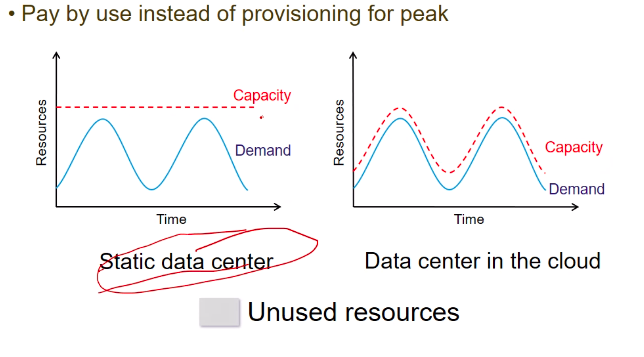 • Pay by use instead of provisioning for peak
Resources
Capacity
Demand
Time
Static data center
Resources
Capacity
Demand
Time
Data center in the cloud
Unused resources